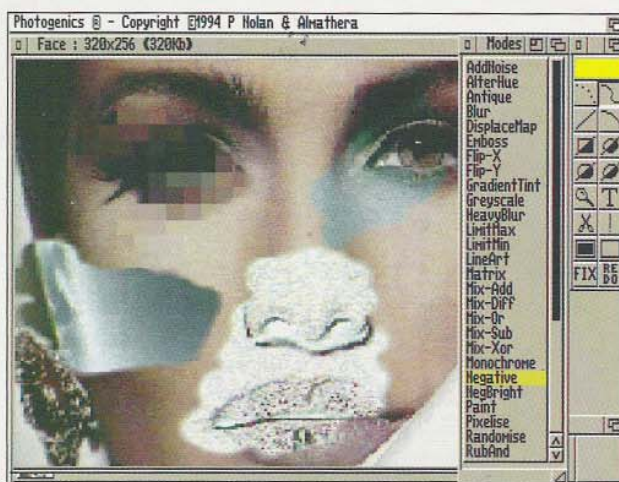 Photogenics ® - Copyright ©1994 P Nolan & Almathera
Face : 320x256 (320Kb)
Modes
AddNoise
AlterHue
Antique
Blur
DisplaceMap
Emboss
Flip-X
Flip-Y
GradientTint
Greyscale
HeavyBlur
LimitMax
LimitMin
LineArt
Matrix
Mix-Add
Mix-Diff
Mix-Or
Mix-Sub
Mix-Xor
Monochrome
Negative
NegBright
Paint
Pixelise
Randomise
RubAnd
T
FIX
RE
DO